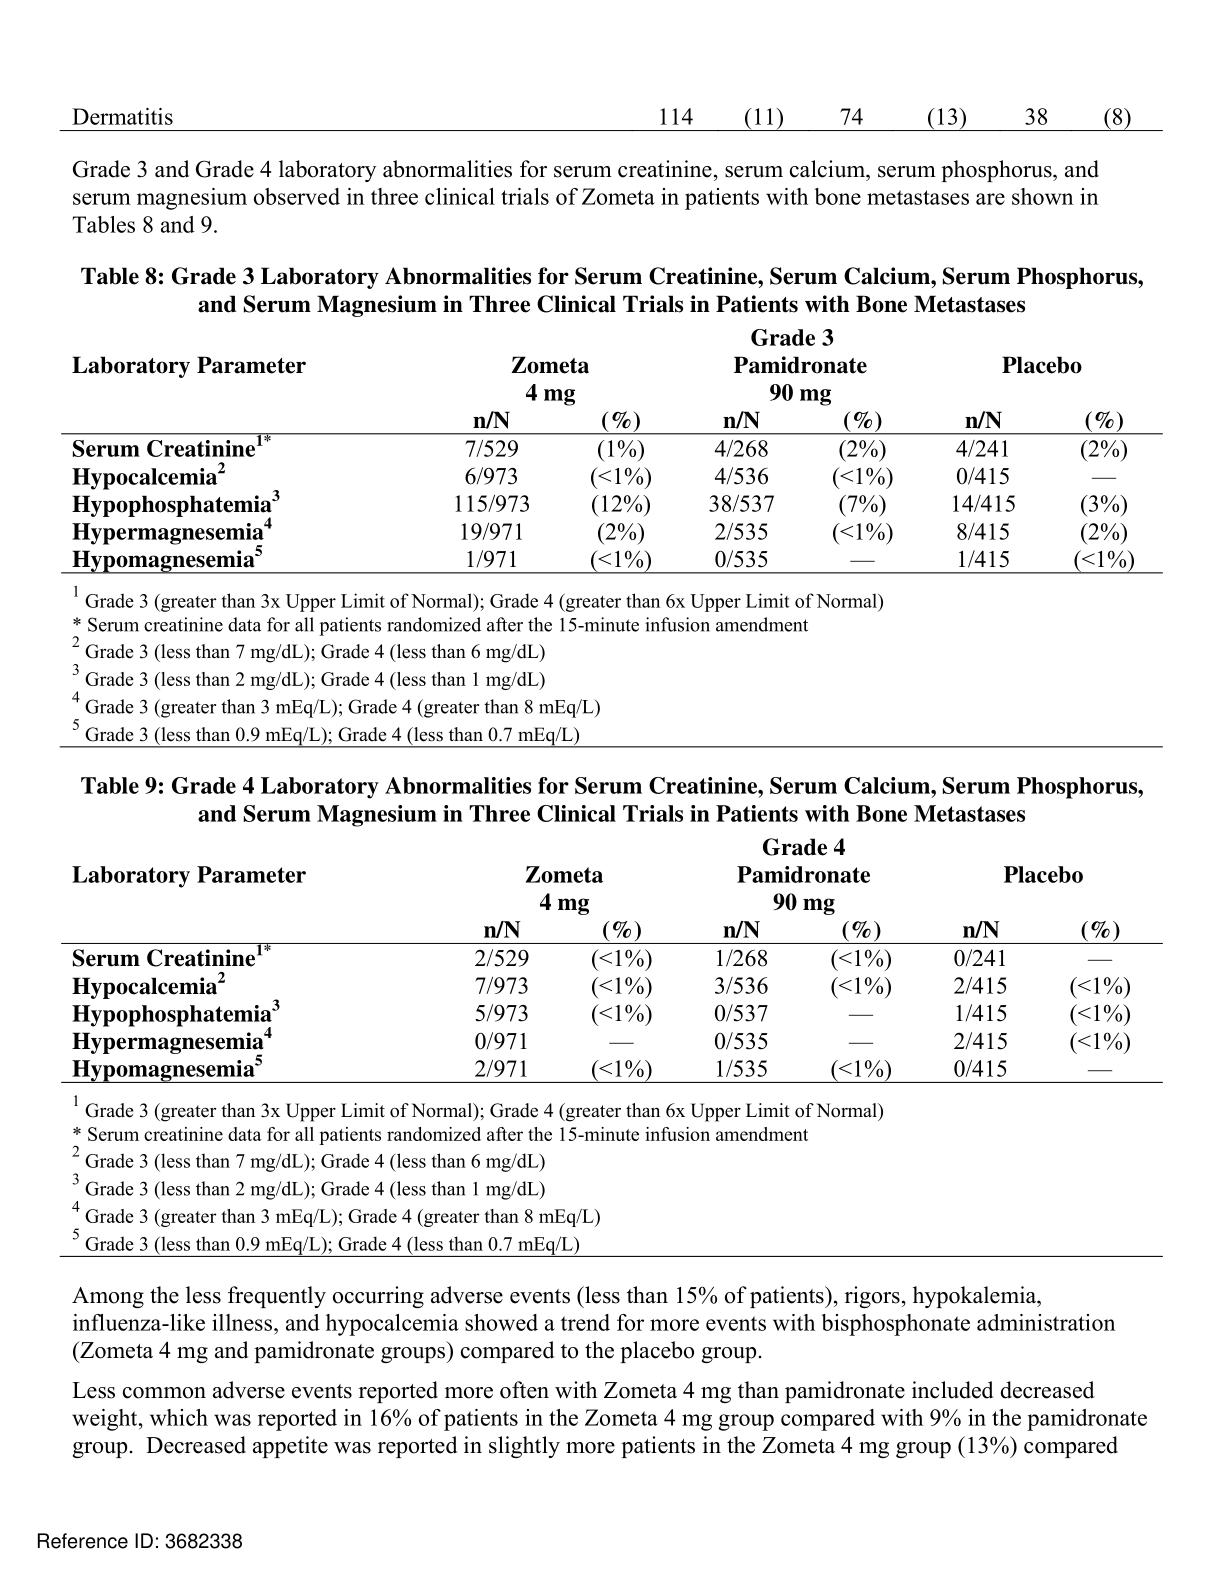 Dermatitis 114 (11) 74 (13) 38 (8)
Grade 3 and Grade 4 laboratory abnormalities for serum creatinine, serum calcium, serum phosphorus, and
serum magnesium observed in three clinical trials of Zometa in patients with bone metastases are shown in
Tables 8 and 9.
Table 8: Grade 3 Laboratory Abnormalities for Serum Creatinine, Serum Calcium, Serum Phosphorus,
and Serum Magnesium in Three Clinical Trials in Patients with Bone Metastases
Grade 3
Laboratory Parameter Zometa Pamidronate Placebo
4 mg 90 mg
n/N (%) n/N (%) n/N (%)
Serum Creatinine1* 7/529 (1%) 4/268 (2%) 4/241 (2%)
Hypocalcemia2 6/973 (<1%) 4/536 (<1%) 0/415 —
Hypophosphatemia3 115/973 (12%) 38/537 (7%) 14/415 (3%)
Hypermagnesemia4 19/971 (2%) 2/535 (<1%) 8/415 (2%)
Hypomagnesemia5 1/971 (<1%) 0/535 — 1/415 (<1%)
1 Grade 3 (greater than 3x Upper Limit of Normal); Grade 4 (greater than 6x Upper Limit of Normal)
* Serum creatinine data for all patients randomized after the 15-minute infusion amendment
2 Grade 3 (less than 7 mg/dL); Grade 4 (less than 6 mg/dL)
3 Grade 3 (less than 2 mg/dL); Grade 4 (less than 1 mg/dL)
4 Grade 3 (greater than 3 mEq/L); Grade 4 (greater than 8 mEq/L)
5 Grade 3 (less than 0.9 mEq/L); Grade 4 (less than 0.7 mEq/L)
Table 9: Grade 4 Laboratory Abnormalities for Serum Creatinine, Serum Calcium, Serum Phosphorus,
and Serum Magnesium in Three Clinical Trials in Patients with Bone Metastases
Grade 4
Laboratory Parameter Zometa Pamidronate Placebo
4 mg 90 mg
n/N (%) n/N (%) n/N (%)
Serum Creatinine1* 2/529 (<1%) 1/268 (<1%) 0/241 —
Hypocalcemia2 7/973 (<1%) 3/536 (<1%) 2/415 (<1%)
Hypophosphatemia3 5/973 (<1%) 0/537 — 1/415 (<1%)
Hypermagnesemia4 0/971 — 0/535 — 2/415 (<1%)
Hypomagnesemia5 2/971 (<1%) 1/535 (<1%) 0/415 —
1 Grade 3 (greater than 3x Upper Limit of Normal); Grade 4 (greater than 6x Upper Limit of Normal)
* Serum creatinine data for all patients randomized after the 15-minute infusion amendment
2 Grade 3 (less than 7 mg/dL); Grade 4 (less than 6 mg/dL)
3 Grade 3 (less than 2 mg/dL); Grade 4 (less than 1 mg/dL)
4 Grade 3 (greater than 3 mEq/L); Grade 4 (greater than 8 mEq/L)
5 Grade 3 (less than 0.9 mEq/L); Grade 4 (less than 0.7 mEq/L)
Among the less frequently occurring adverse events (less than 15% of patients), rigors, hypokalemia,
influenza-like illness, and hypocalcemia showed a trend for more events with bisphosphonate administration
(Zometa 4 mg and pamidronate groups) compared to the placebo group.
Less common adverse events reported more often with Zometa 4 mg than pamidronate included decreased
weight, which was reported in 16% of patients in the Zometa 4 mg group compared with 9% in the pamidronate
group. Decreased appetite was reported in slightly more patients in the Zometa 4 mg group (13%) compared
Reference ID: 3682338